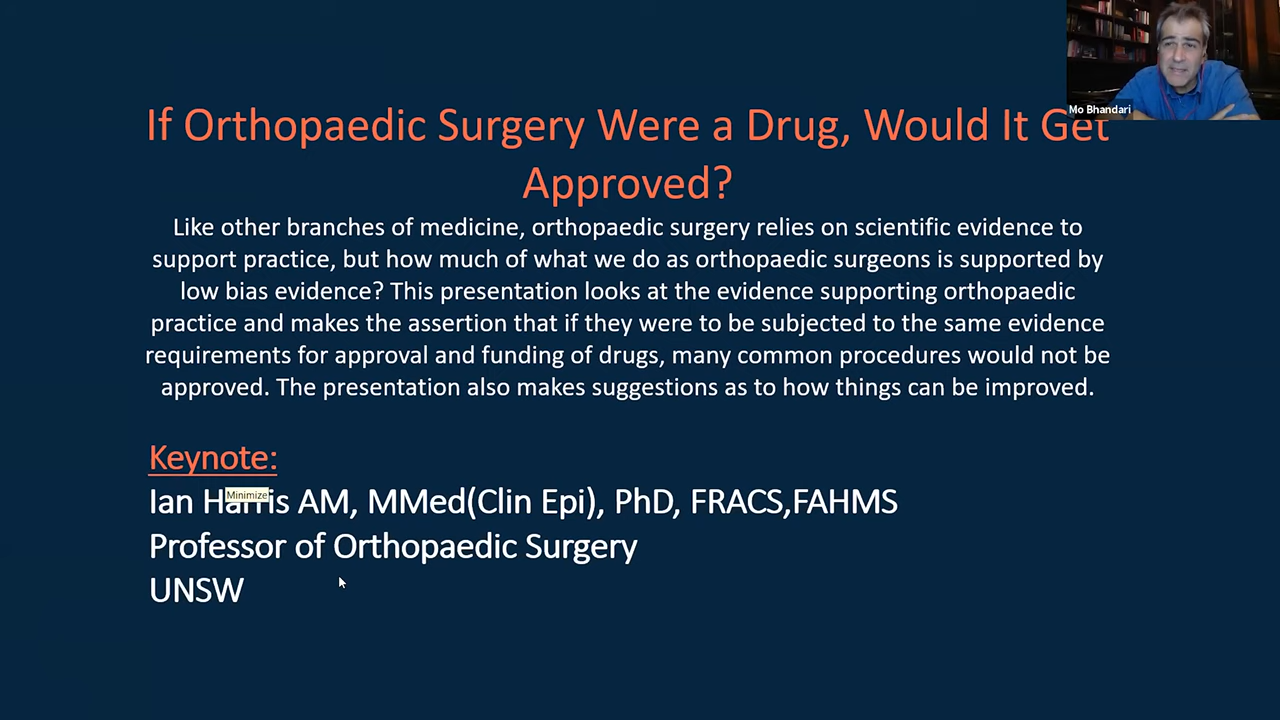 Mo Bhandari
If Orthopaedic Surgery Were a Drug, Would It Get
Approved?
Like other branches of medicine, orthopaedic surgery relies on scientific evidence to
support practice, but how much of what we do as orthopaedic surgeons is supported by
low bias evidence? This presentation looks at the evidence supporting orthopaedic
practice and makes the assertion that if they were to be subjected to the same evidence
requirements for approval and funding of drugs, many common procedures would not be
approved. The presentation also makes suggestions as to how things can be improved.
Keynote:
Ian Harris AM, MMed(Clin Epi), PhD, FRACS,FAHMS
Minimize
Professor of Orthopaedic Surgery
UNSW